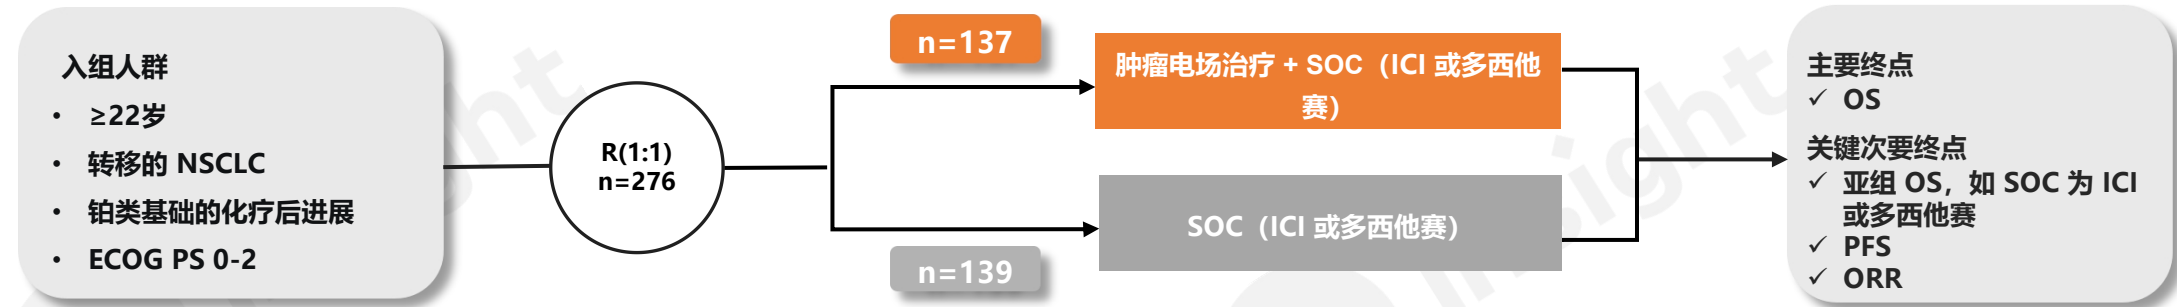 入组人群
• ≥22岁
• 转移的 NSCLC
• 铂类基础的化疗后进展
• ECOG PS 0-2
R(1:1)
n=276
n=137
肿瘤电场治疗 + SOC（ICI 或多西他
赛）
SOC（ICI 或多西他赛）
n=139
主要终点
✓ OS
关键次要终点
✓ 亚组 OS，如 SOC 为 ICI
或多西他赛
✓ PFS
✓ ORR